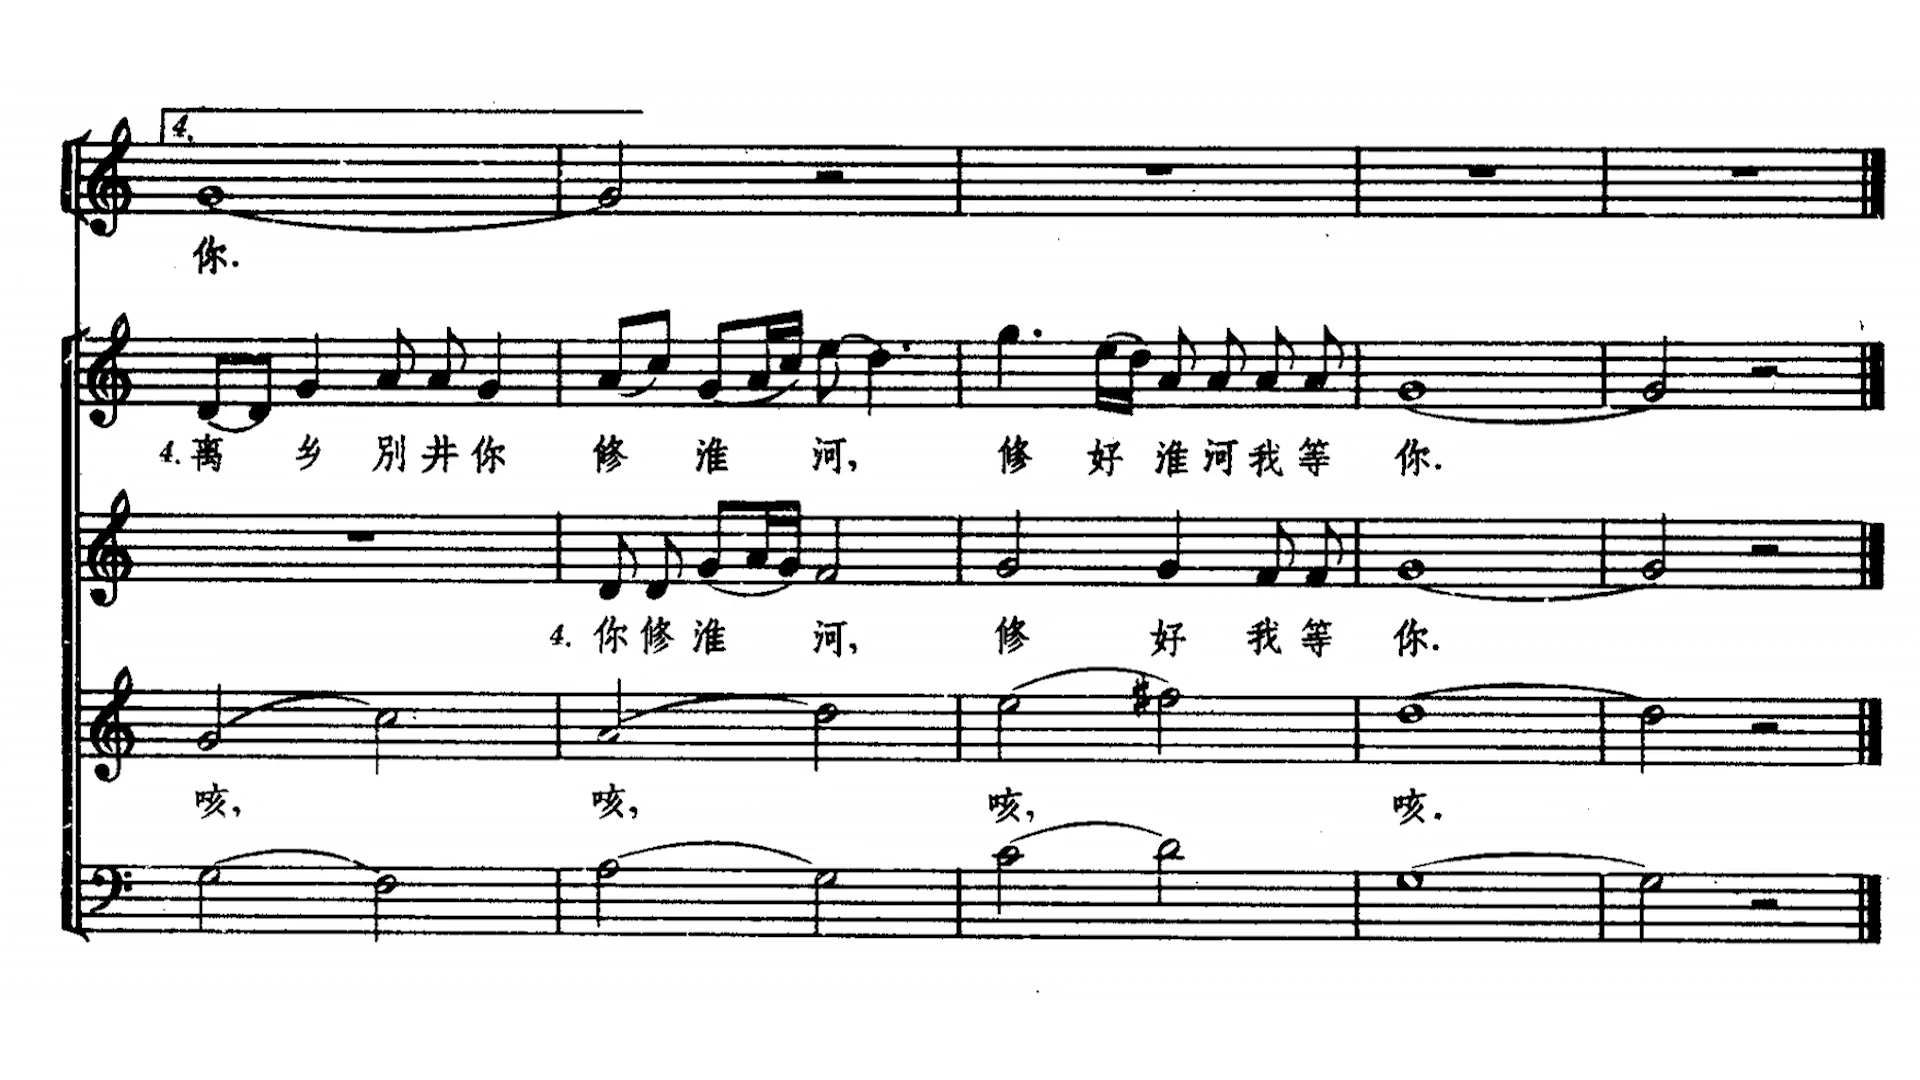 4.
你.
4. 离 乡 別 井 你 修 淮 河, 修 好 淮 河 我 等 你.
4. 你 修 淮 河, 修 好 我 等 你.
咳, 咳, 咳, 咳.